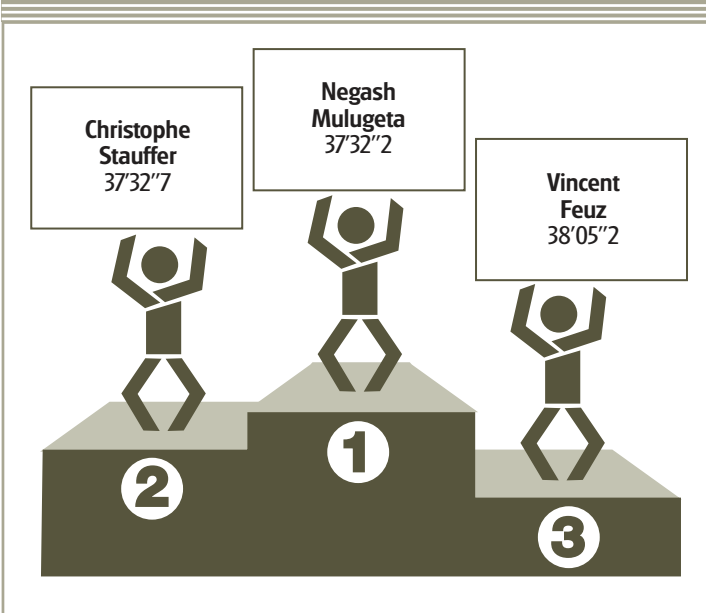 Christophe
Stauffer
37'32"7
Negash
Mulugeta
37'32"2
Vincent
Feuz
38'05"2
2
1
3